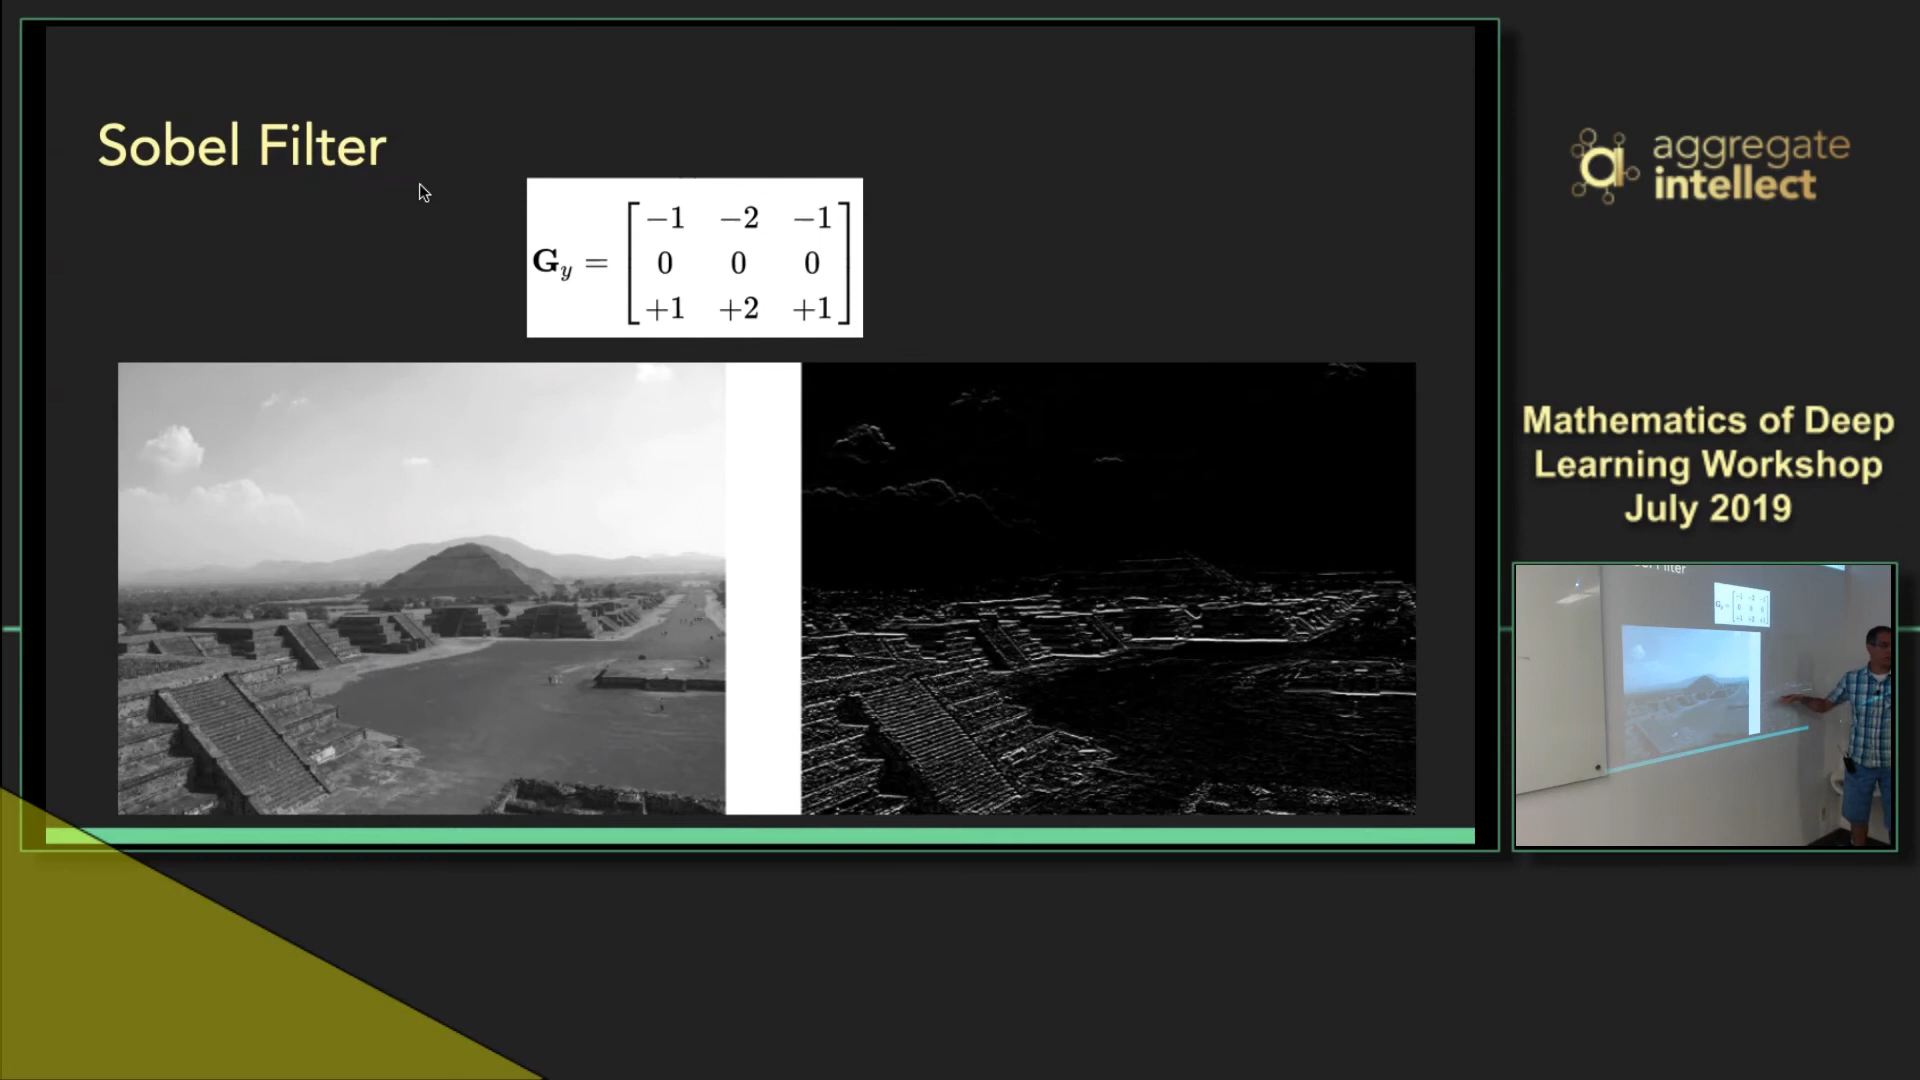 Sobel Filter
G_y = [ −1 −2 −1
0 0 0
+1 +2 +1 ]
aggregate
intellect
Mathematics of Deep
Learning Workshop
July 2019